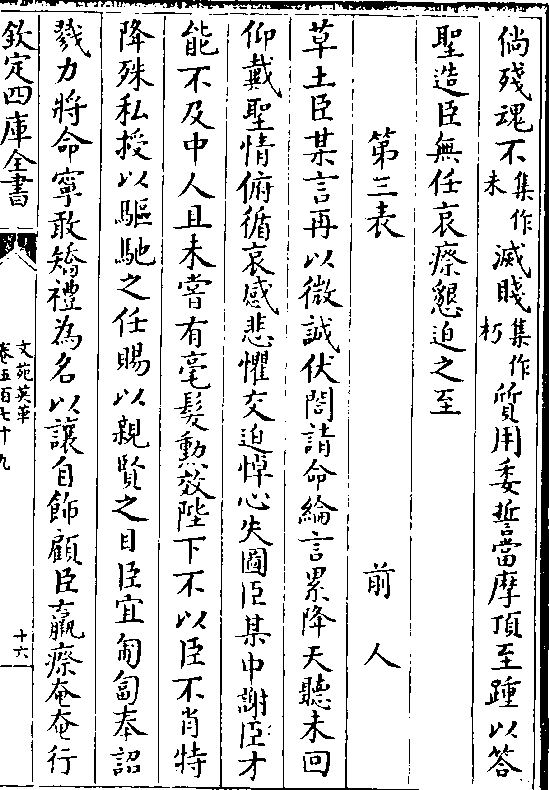 倘殘魂不集作未滅賤集作朽質用委誓當摩頂至踵以答
聖造臣無任哀瘵懇迫之至
第三表　前人
草土臣某言再以微誠伏閤請命綸言累降天聽未回
仰戴聖情俯循哀感悲懼交迫悼心失圖臣某中謝臣才
能不及中人且未嘗有毫髮勲效陛下不以臣不肖特
降殊私授以驅馳之任賜以親賢之目臣宜匍匐奉詔
戮力將命寧敢矯禮為名以讓自飾顧臣羸瘵奄奄行
欽定四庫全書
文苑英華
卷五百七十九
十六